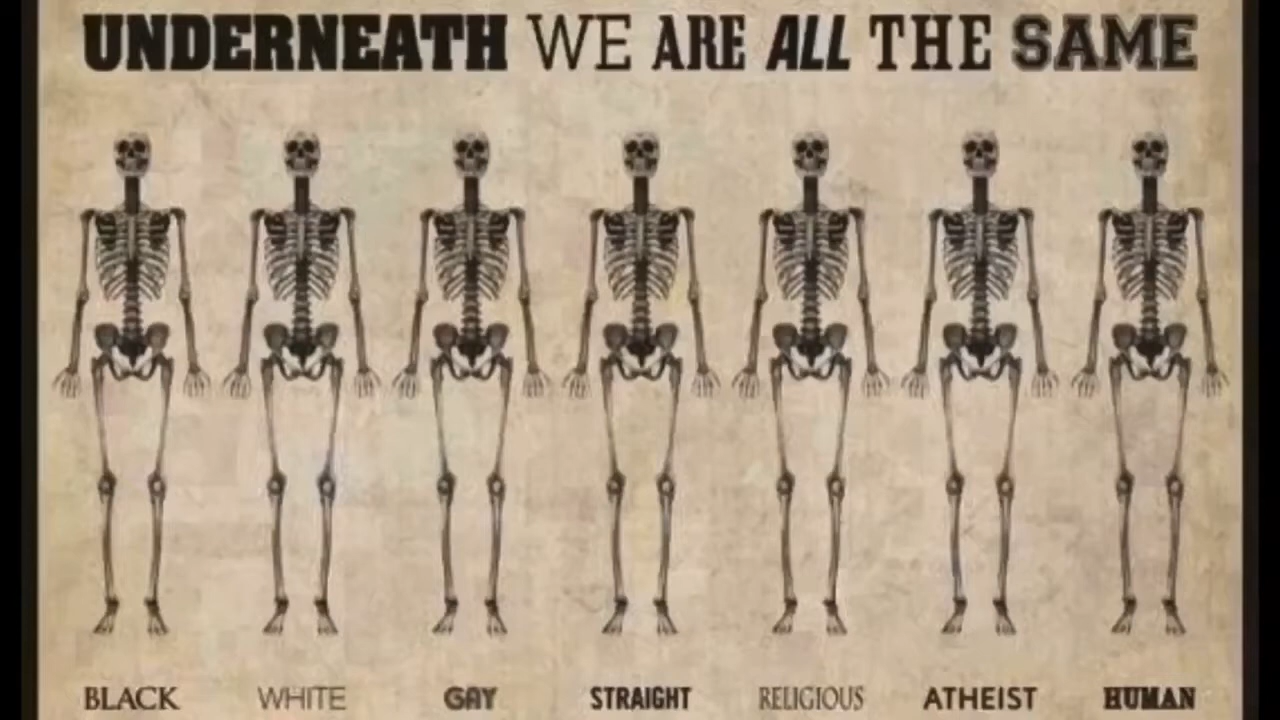 UNDERNEATH WE ARE ALL THE SAME
BLACK WHITE GAY STRAIGHT RELIGIOUS ATHEIST HUMAN